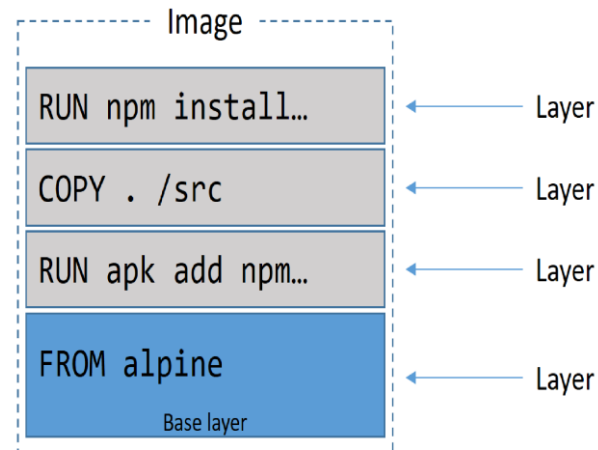 Image
RUN npm install…
Layer
COPY . /src
Layer
RUN apk add npm…
Layer
FROM alpine
Layer
Base layer